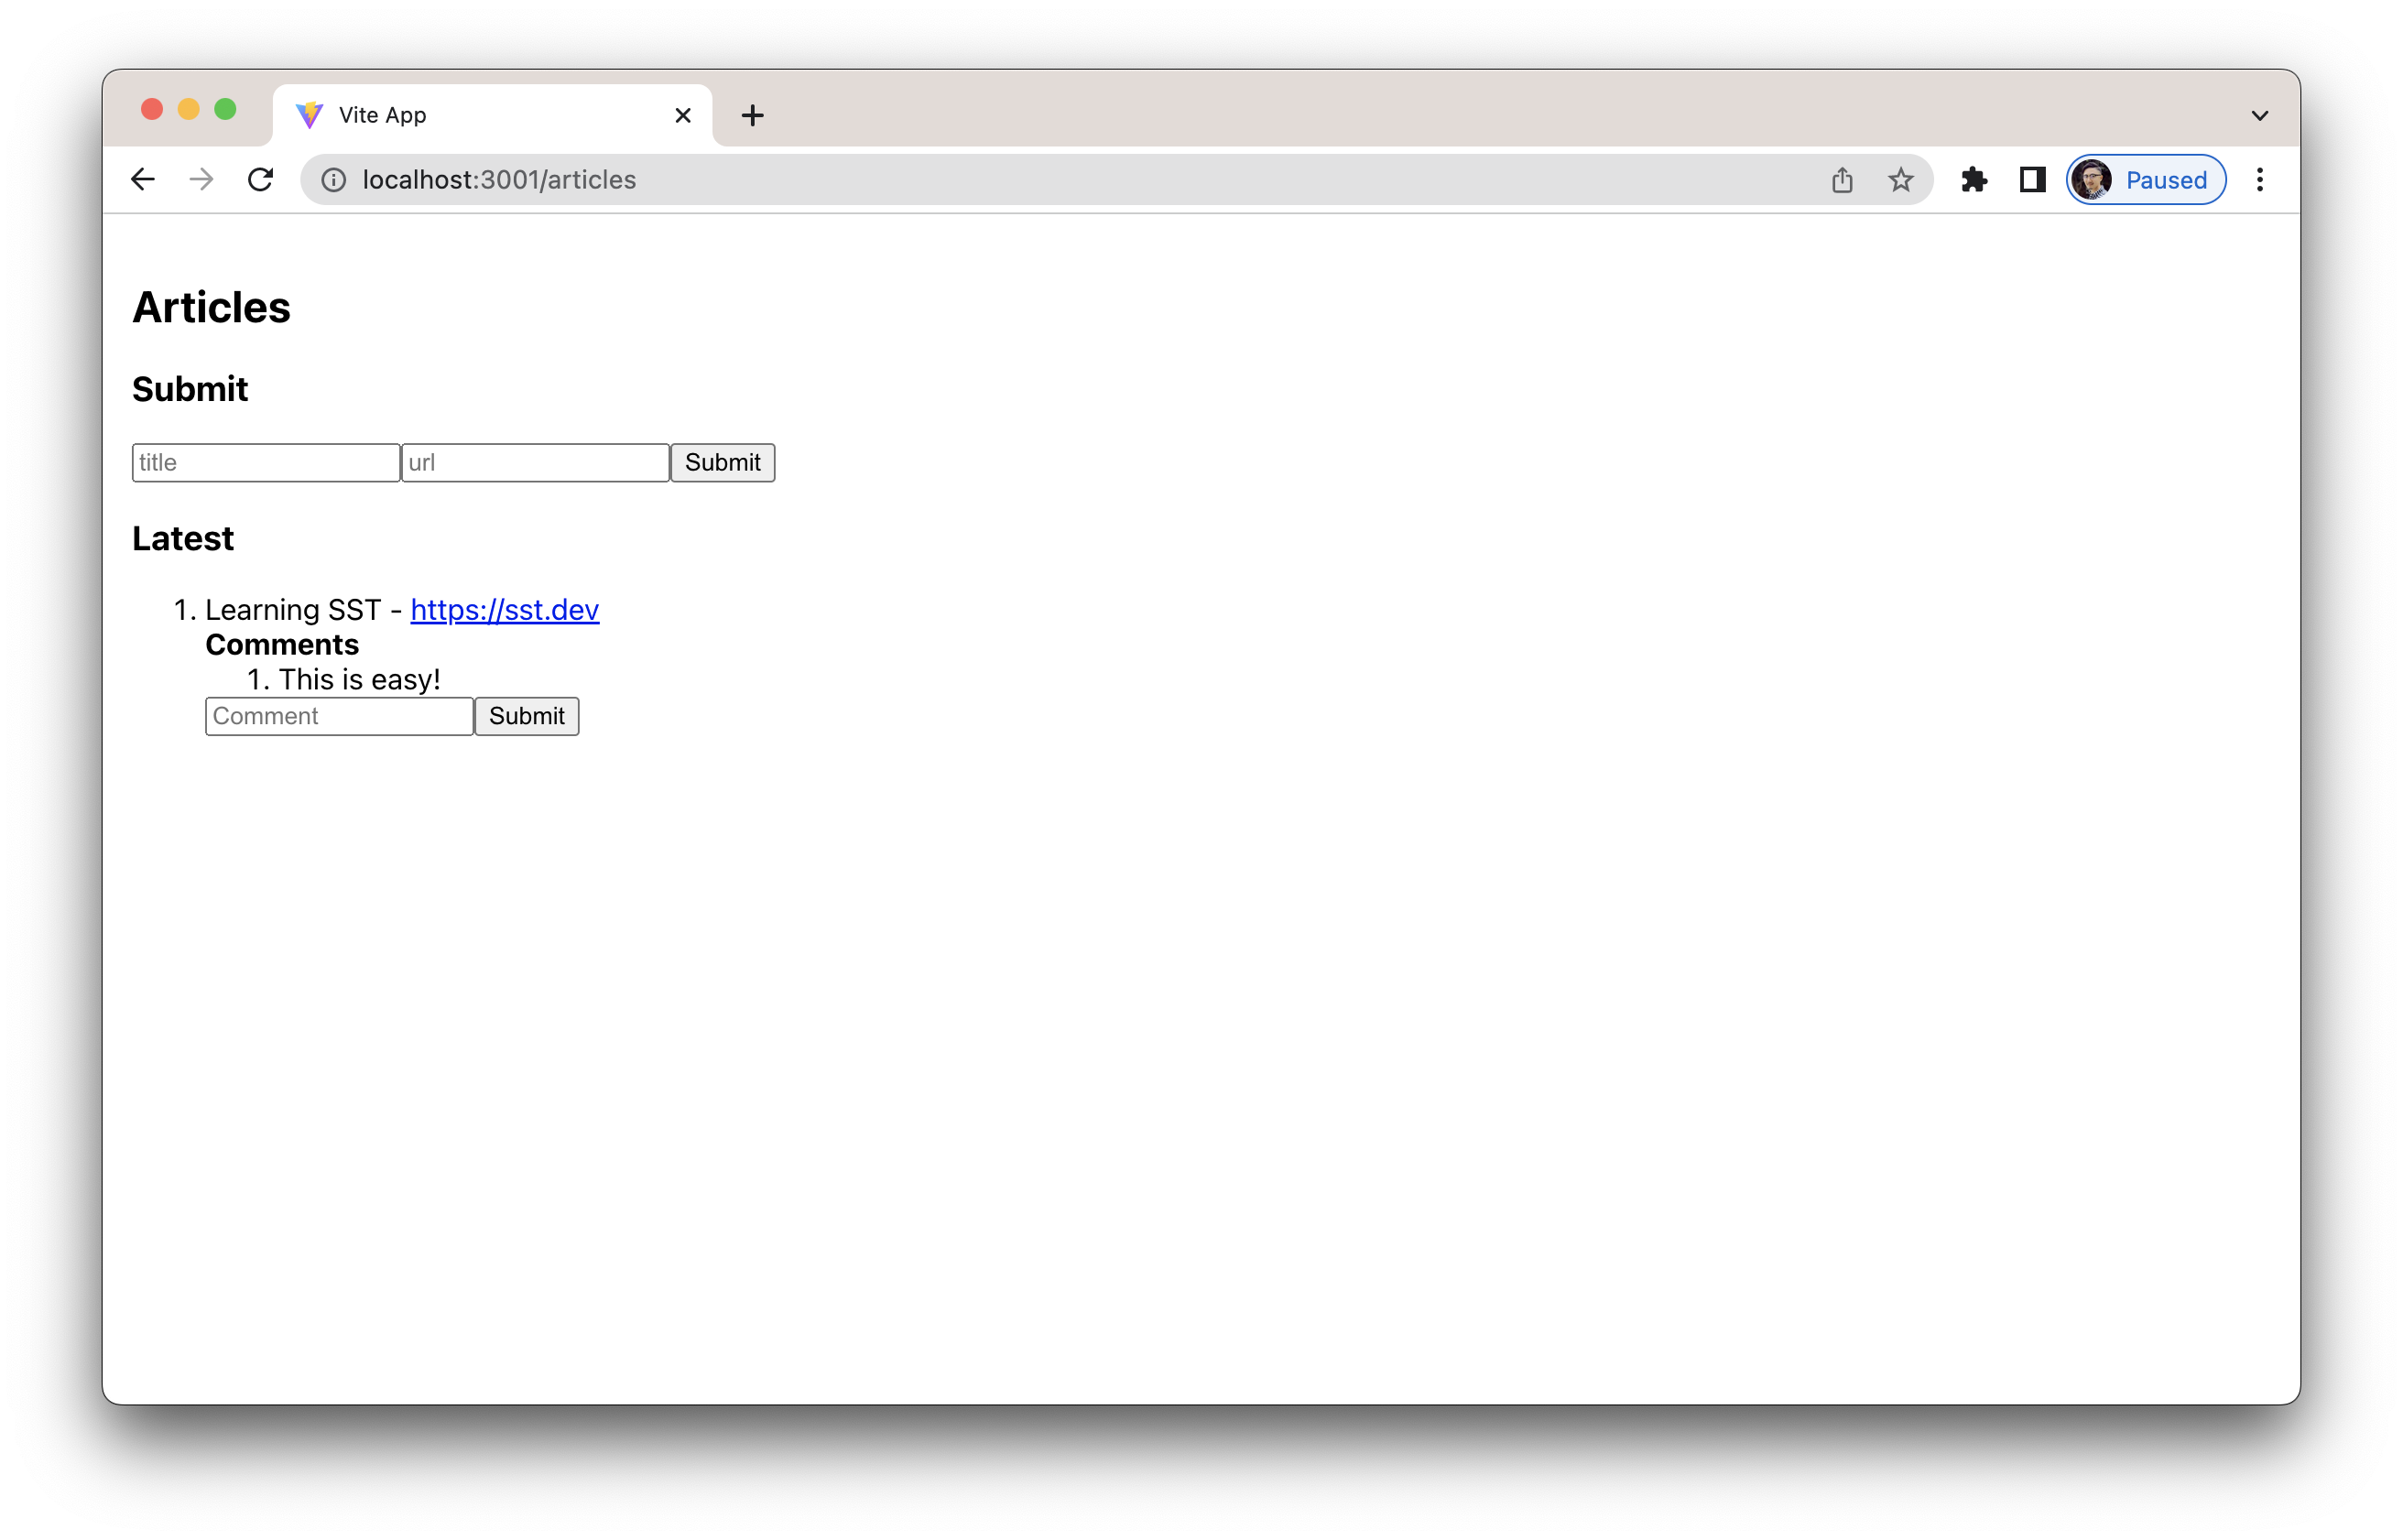 Vite App
localhost:3001/articles
Paused
Articles
Submit
title url Submit
Latest
1. Learning SST - https://sst.dev
Comments
1. This is easy!
Comment Submit